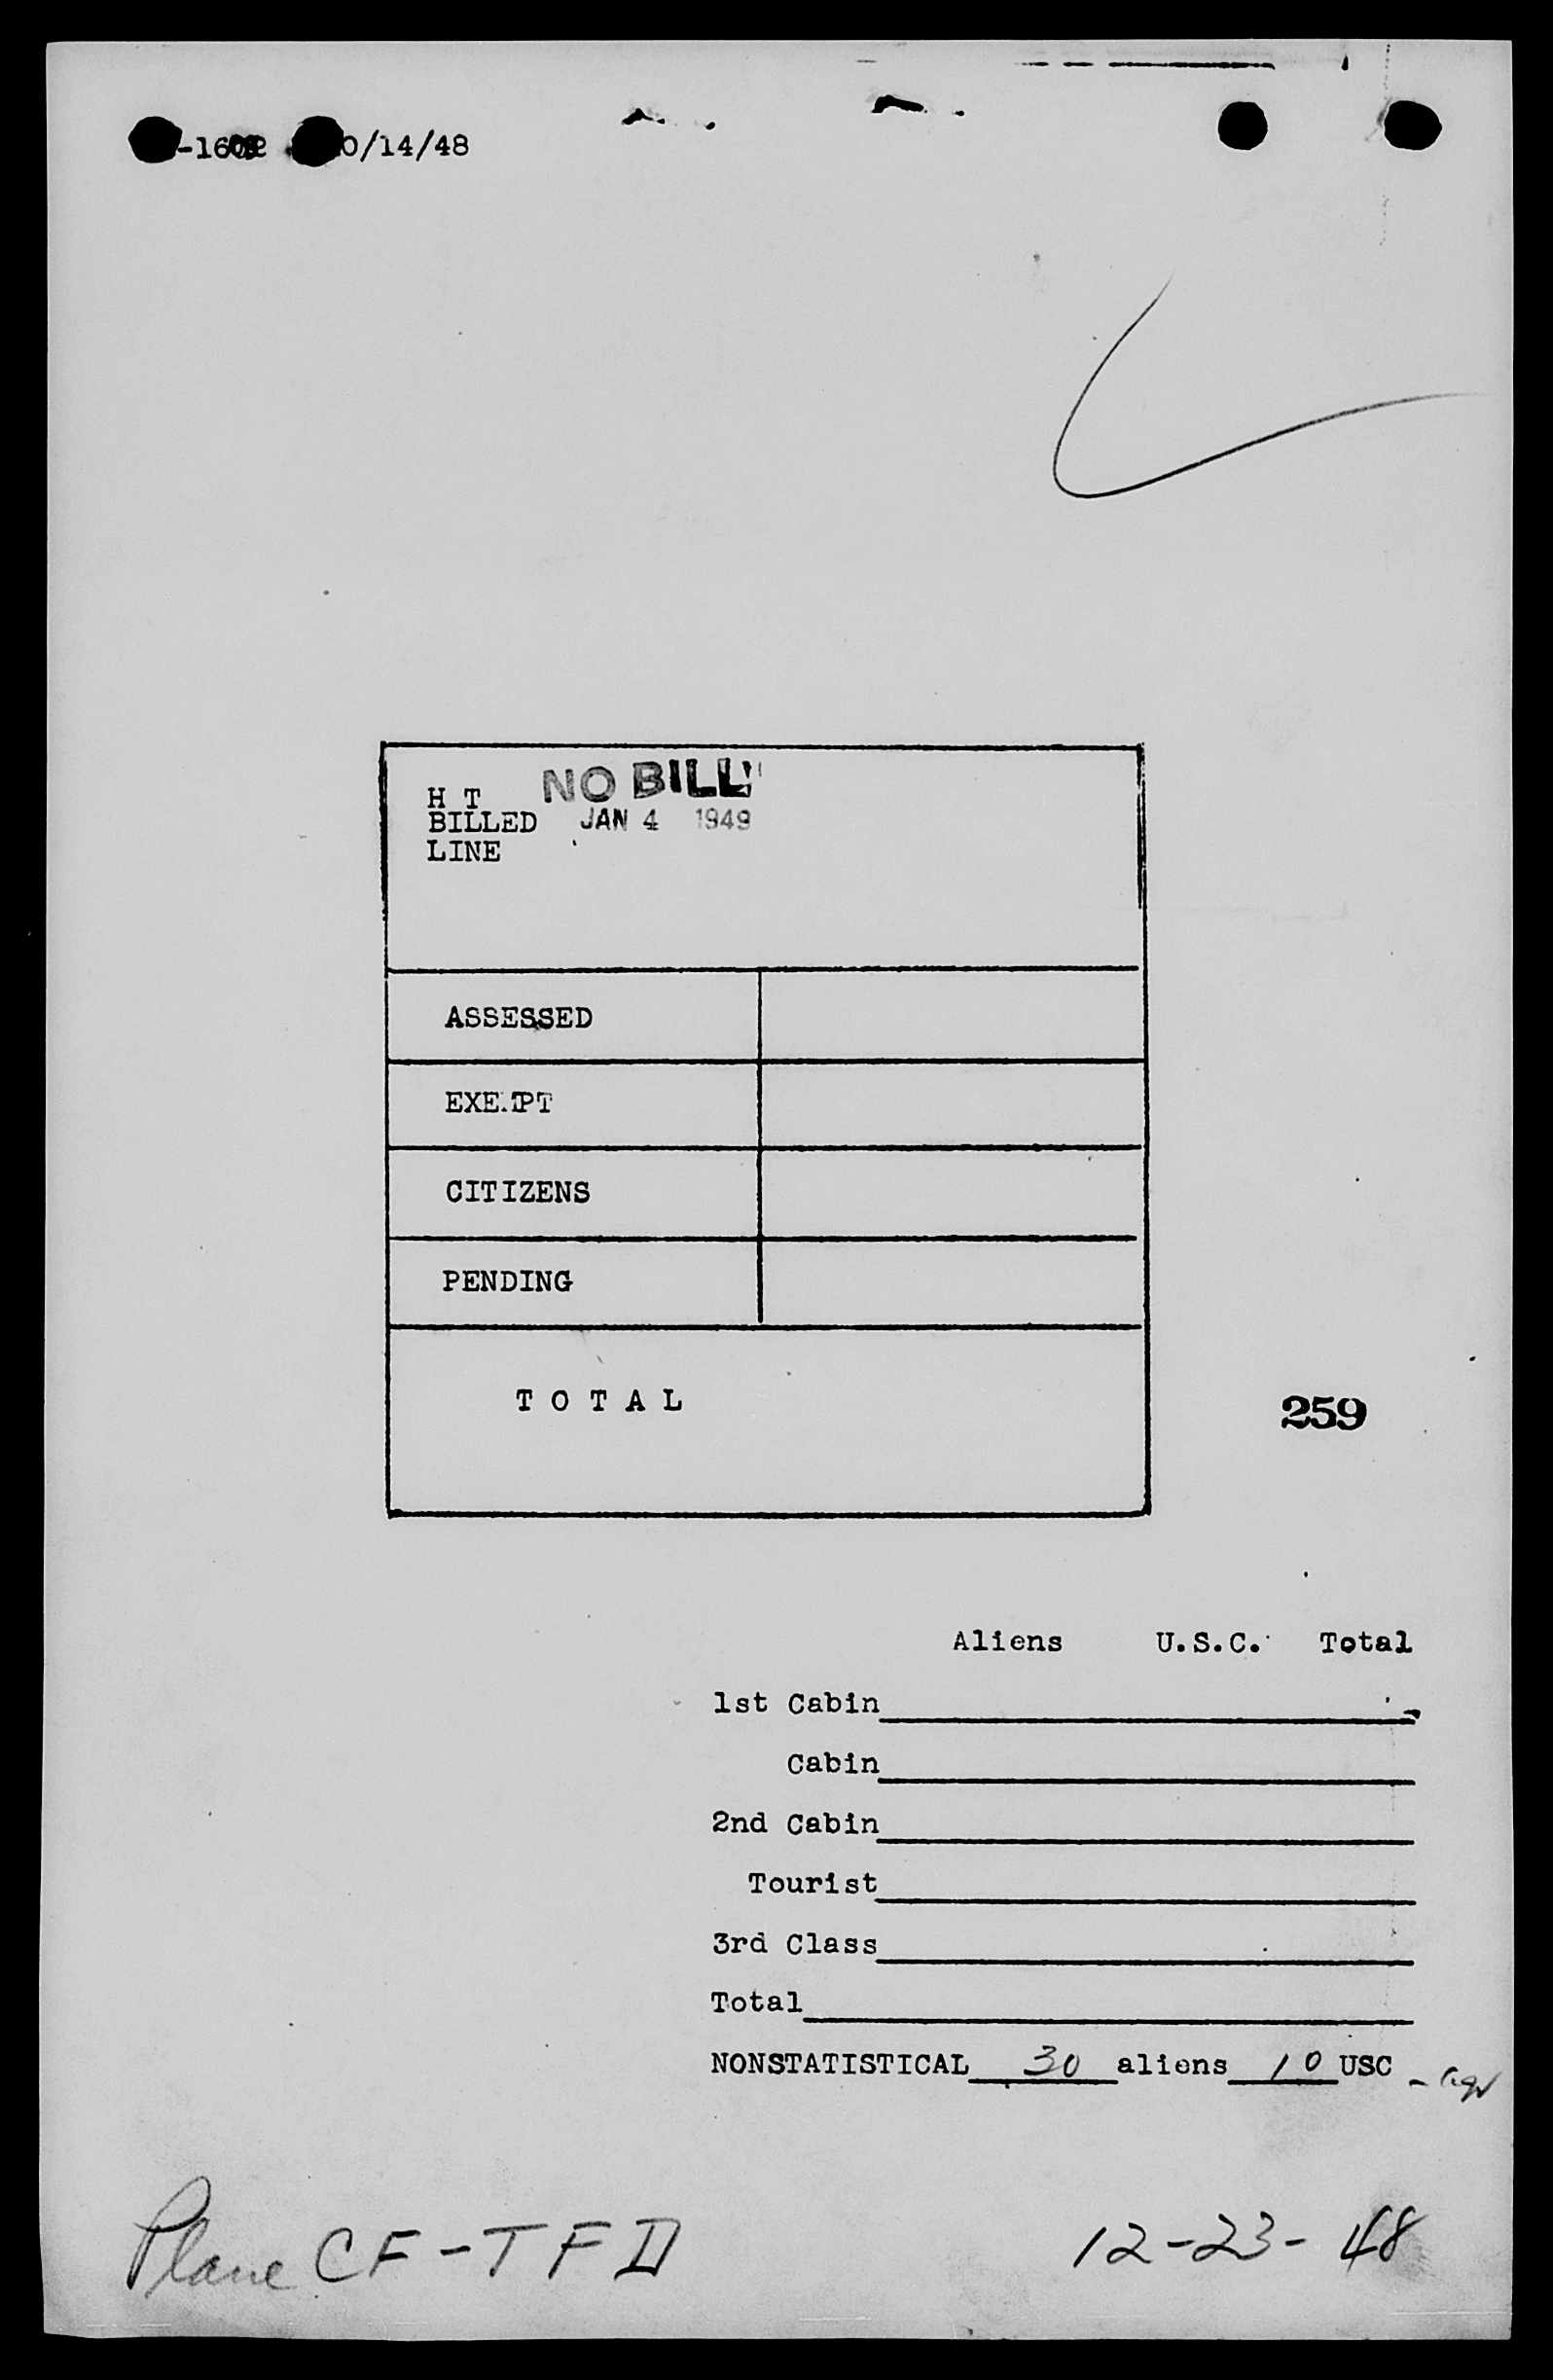 -1602 0/14/48
H T NO BILL
BILLED JAN 4 1949
LINE
ASSESSED
EXEMPT
CITIZENS
PENDING
T O T A L
259
Aliens U.S.C. Total
1st Cabin
Cabin
2nd Cabin
Tourist
3rd Class
Total
NONSTATISTICAL 30 aliens 10 USC
Plane CF-TFD 12-23-48